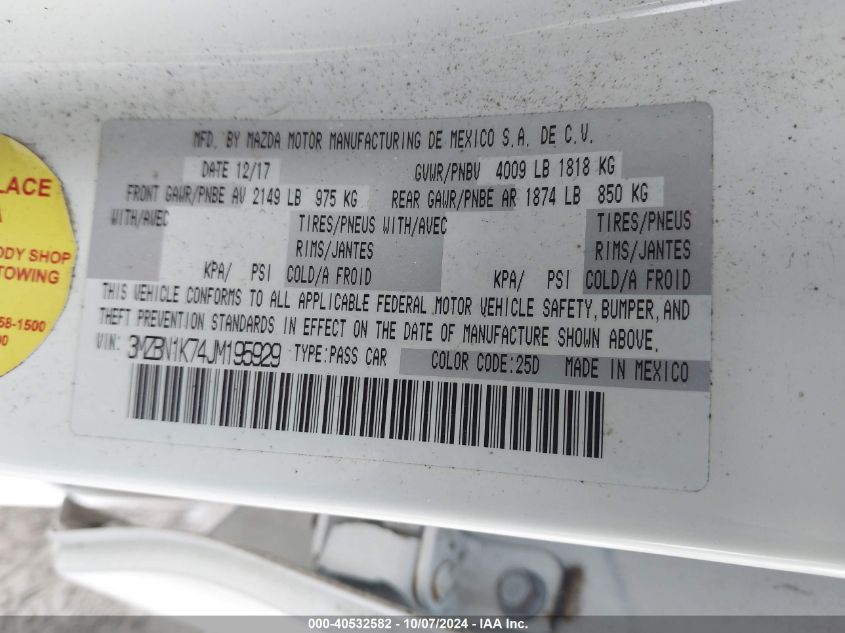 MFD. BY MAZDA MOTOR MANUFACTURING DE MEXICO S.A. DE C.V.
DATE 12/17 GVWR/PNBV 4009 LB 1818 KG
FRONT GAWR/PNBE AV 2149 LB 975 KG REAR GAWR/PNBE AR 1874 LB 850 KG
WITH/AVEC TIRES/PNEUS WITH/AVEC TIRES/PNEUS
RIMS/JANTES RIMS/JANTES
KPA/ PSI COLD/A FROID KPA/ PSI COLD/A FROID
THIS VEHICLE CONFORMS TO ALL APPLICABLE FEDERAL MOTOR VEHICLE SAFETY, BUMPER, AND
THEFT PREVENTION STANDARDS IN EFFECT ON THE DATE OF MANUFACTURE SHOWN ABOVE.
VIN: 3MZBN1K74JM195929 TYPE:PASS CAR COLOR CODE:25D MADE IN MEXICO
LACE
A
ODY SHOP
TOWING
58-1500
00
000-40532582 - 10/07/2024 - IAAI.com